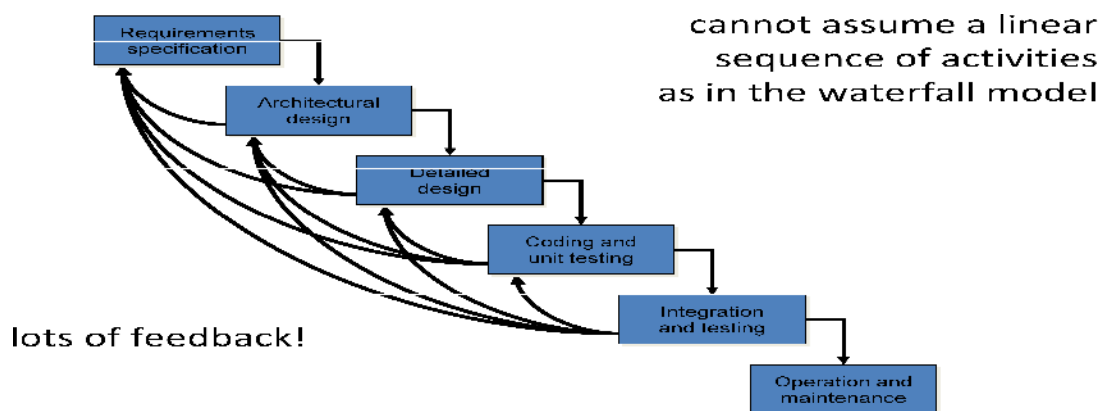 cannot assume a linear
sequence of activities
as in the waterfall model
Requirements
specification
Architectural
design
Detailed
design
Coding and
unit testing
Integration
and testing
Operation and
maintenance
lots of feedback!